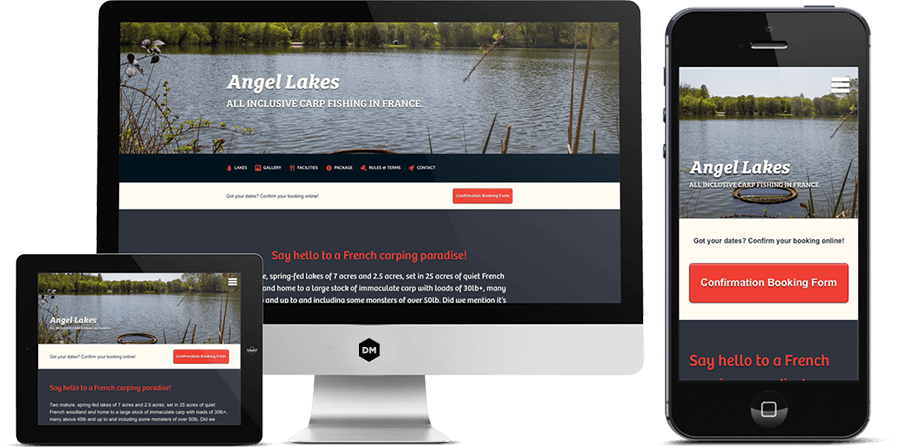 Angel Lakes
ALL INCLUSIVE CARP FISHING IN FRANCE.
LAKES GALLERY FACILITIES PACKAGE RULES & TERMS CONTACT
Got your dates? Confirm your booking online!
Confirmation Booking Form
Say hello to a French carping paradise!
e, spring-fed lakes of 7 acres and 2.5 acres, set in 25 acres of quiet French
and home to a large stock of immaculate carp with loads of 30lb+, many
and up to and including some monsters of over 50lb. Did we mention it's
DM
Angel Lakes
ALL INCLUSIVE CARP FISHING IN FRANCE.
Got your dates? Confirm your booking online!
Confirmation Booking Form
Say hello to a French carping paradise!
Two mature, spring-fed lakes of 7 acres and 2.5 acres, set in 25 acres of quiet
French woodland and home to a large stock of immaculate carp with loads of 30lb+,
many above 45lb and up to and including some monsters of over 50lb. Did we
Angel Lakes
ALL INCLUSIVE CARP FISHING IN FRANCE.
Got your dates? Confirm your booking online!
Confirmation Booking Form
Say hello to a French